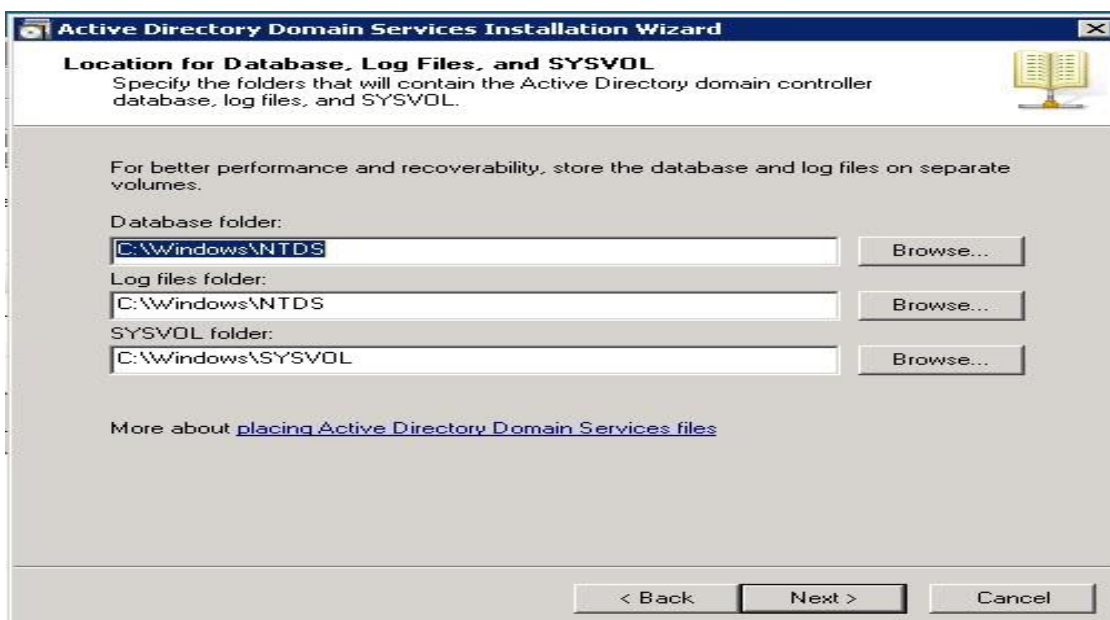 Active Directory Domain Services Installation Wizard
Location for Database, Log Files, and SYSVOL
Specify the folders that will contain the Active Directory domain controller
database, log files, and SYSVOL.
For better performance and recoverability, store the database and log files on separate
volumes.
Database folder:
C:\Windows\NTDS
Browse...
Log files folder:
C:\Windows\NTDS
Browse...
SYSVOL folder:
C:\Windows\SYSVOL
Browse...
More about placing Active Directory Domain Services files
< Back
Next >
Cancel